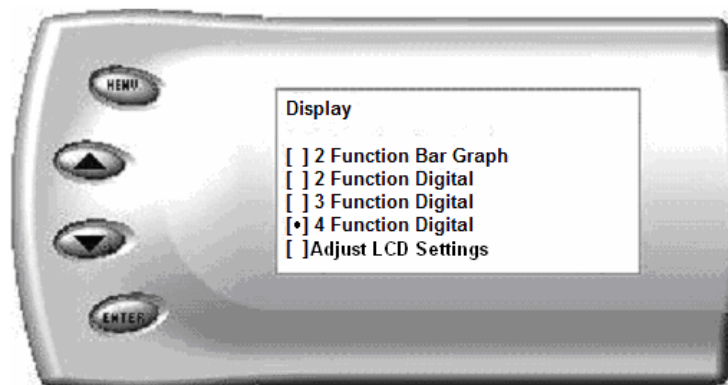 MENU
Display
[ ] 2 Function Bar Graph
[ ] 2 Function Digital
[ ] 3 Function Digital
[•] 4 Function Digital
[ ]Adjust LCD Settings
ENTER